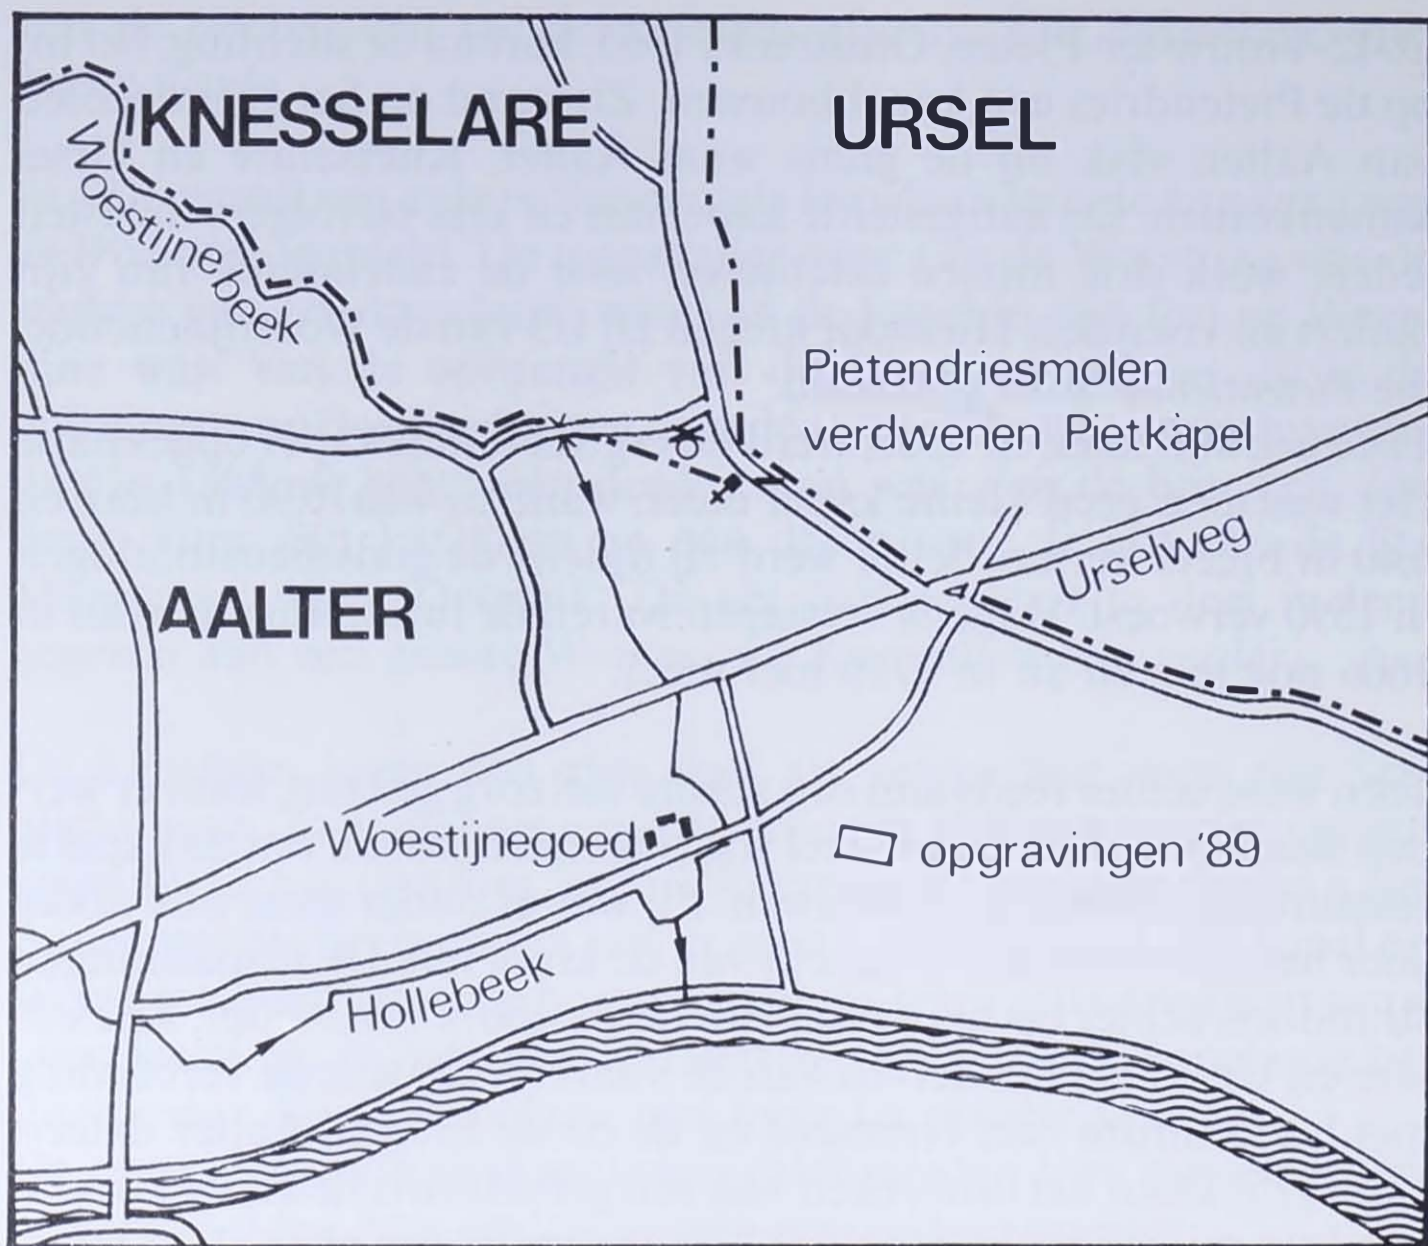 KNESSELARE
URSEL
Woestijnebeek
Pietendriesmolen
verdwenen Pietkapel
Urselweg
AALTER
Woestijnegoed
opgravingen '89
Hollebeek